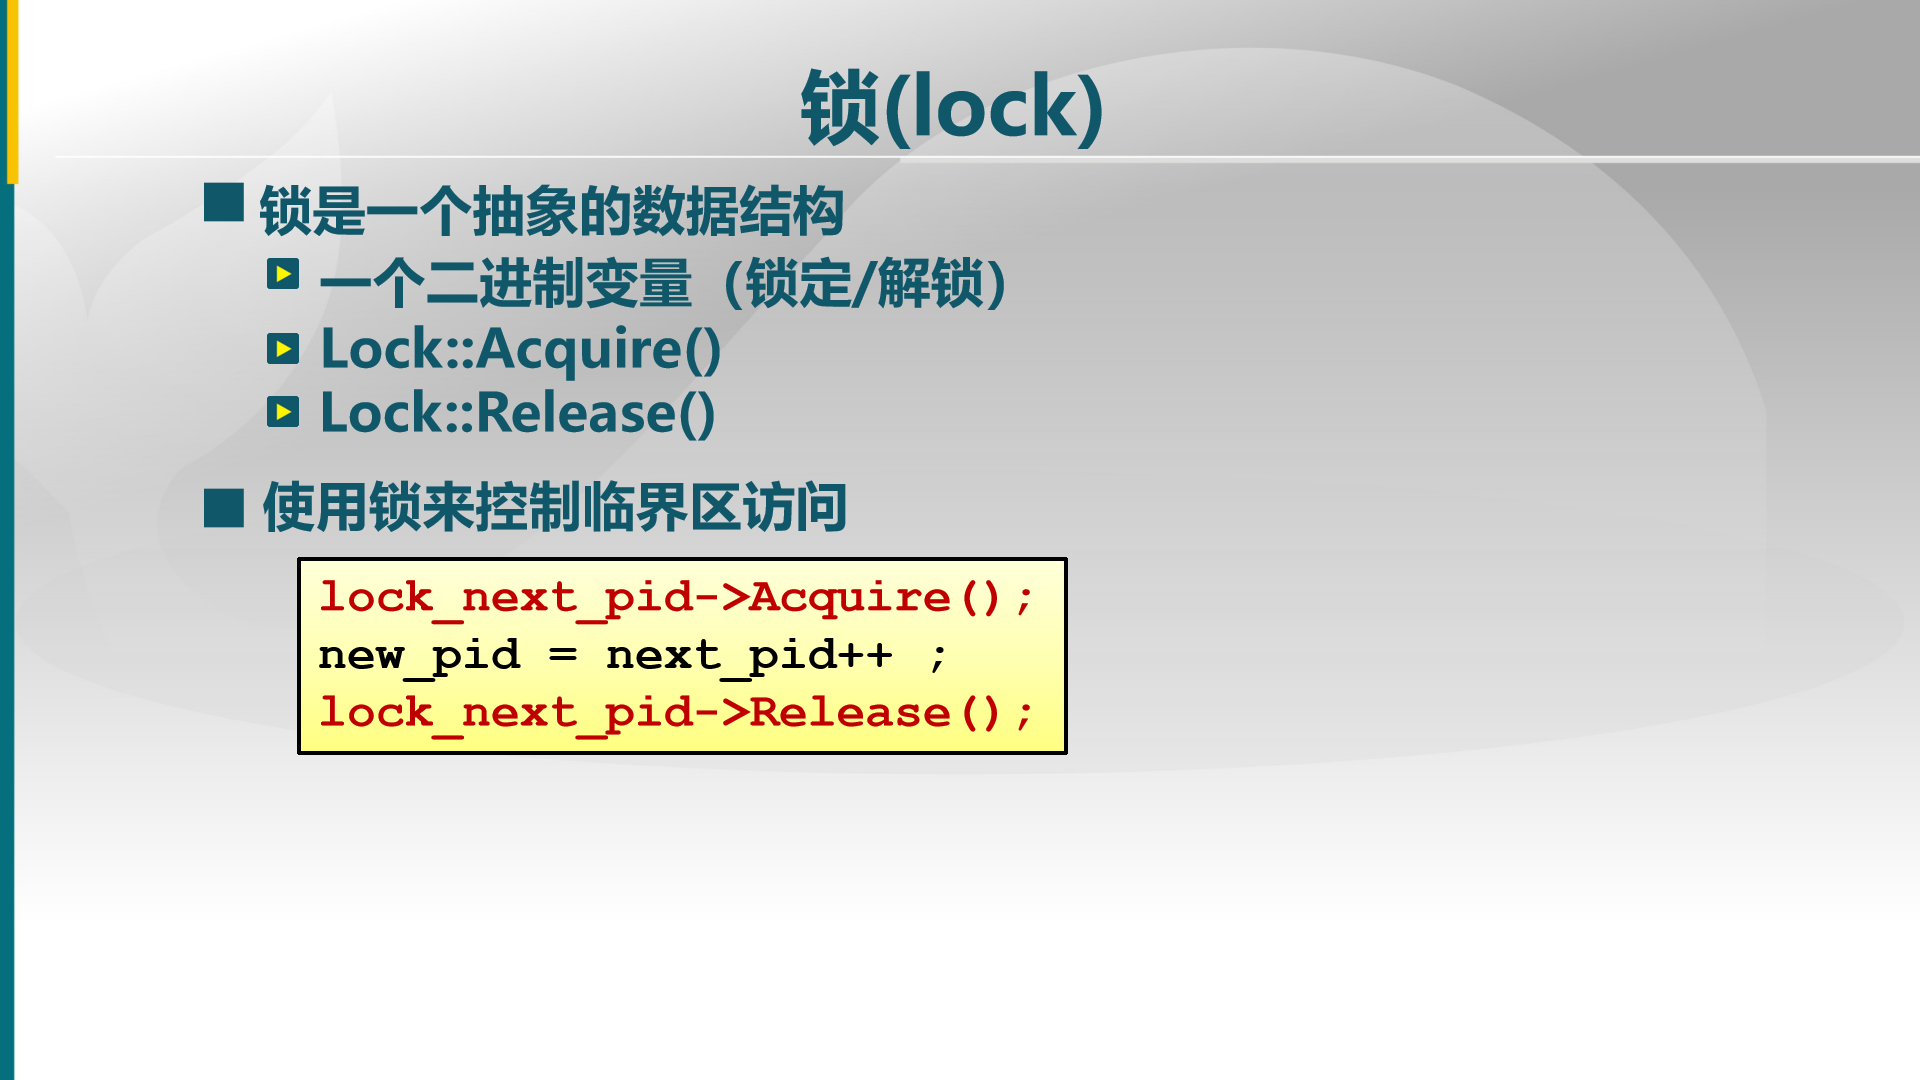 锁(lock)
锁是一个抽象的数据结构
一个二进制变量（锁定/解锁）
Lock::Acquire()
Lock::Release()
使用锁来控制临界区访问
lock_next_pid->Acquire();
new_pid = next_pid++ ;
lock_next_pid->Release();